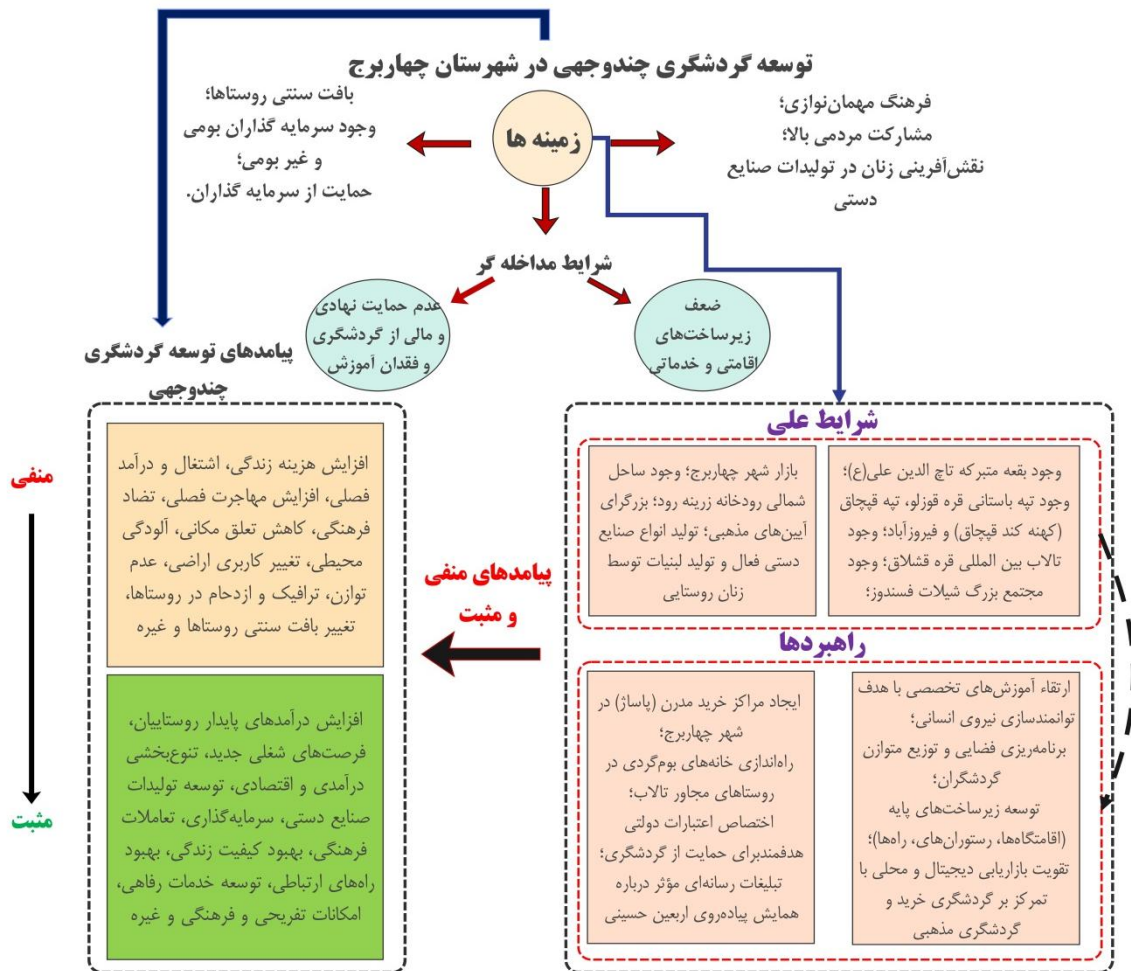 توسعه گردشگری چندوجهی در شهرستان چهاربرج
زمینه ها
فرهنگ مهمان‌نوازی؛
مشارکت مردمی بالا؛
نقش‌آفرینی زنان در تولیدات صنایع
دستی
بافت سنتی روستاها؛
وجود سرمایه گذاران بومی
و غیر بومی؛
حمایت از سرمایه گذاران.
شرایط مداخله گر
ضعف
زیرساخت‌های
اقامتی و خدماتی
عدم حمایت نهادی
و مالی از گردشگری
و فقدان آموزش
شرایط علی
وجود بقعه متبرکه تاج الدین علی(ع)؛
وجود تپه باستانی قره قوزلو، تپه قپچاق
(کهنه کند قپچاق) و فیروزآباد؛ وجود
تالاب بین المللی قره قشلاق؛ وجود
مجتمع بزرگ شیلات فسندوز؛
بازار شهر چهاربرج؛ وجود ساحل
شمالی رودخانه زرینه رود؛ بزرگرای
آیین‌های مذهبی؛ تولید انواع صنایع
دستی فعال و تولید لبنیات توسط
زنان روستایی
راهبردها
ارتقاء آموزش‌های تخصصی با هدف
توانمندسازی نیروی انسانی؛
برنامه‌ریزی فضایی و توزیع متوازن
گردشگران؛
توسعه زیرساخت‌های پایه
(اقامتگاه‌ها، رستوران‌های، راه‌ها)؛
تقویت بازاریابی دیجیتال و محلی با
تمرکز بر گردشگری خرید و
گردشگری مذهبی
ایجاد مراکز خرید مدرن (پاساژ) در
شهر چهاربرج؛
راه‌اندازی خانه‌های بوم‌گردی در
روستاهای مجاور تالاب؛
اختصاص اعتبارات دولتی
هدفمندبرای حمایت از گردشگری؛
تبلیغات رسانه‌ای مؤثر درباره
همایش پیاده‌روی اربعین حسینی
پیامدهای منفی
و مثبت
پیامدهای توسعه گردشگری
چندوجهی
افزایش هزینه زندگی، اشتغال و درآمد
فصلی، افزایش مهاجرت فصلی، تضاد
فرهنگی، کاهش تعلق مکانی، آلودگی
محیطی، تغییر کاربری اراضی، عدم
توازن، ترافیک و ازدحام در روستاها،
تغییر بافت سنتی روستاها و غیره
افزایش درآمدهای پایدار روستاییان،
فرصت‌های شغلی جدید، تنوع‌بخشی
درآمدی و اقتصادی، توسعه تولیدات
صنایع دستی، سرمایه‌گذاری، تعاملات
فرهنگی، بهبود کیفیت زندگی، بهبود
راه‌های ارتباطی، توسعه خدمات رفاهی،
امکانات تفریحی و فرهنگی و غیره
منفی
مثبت